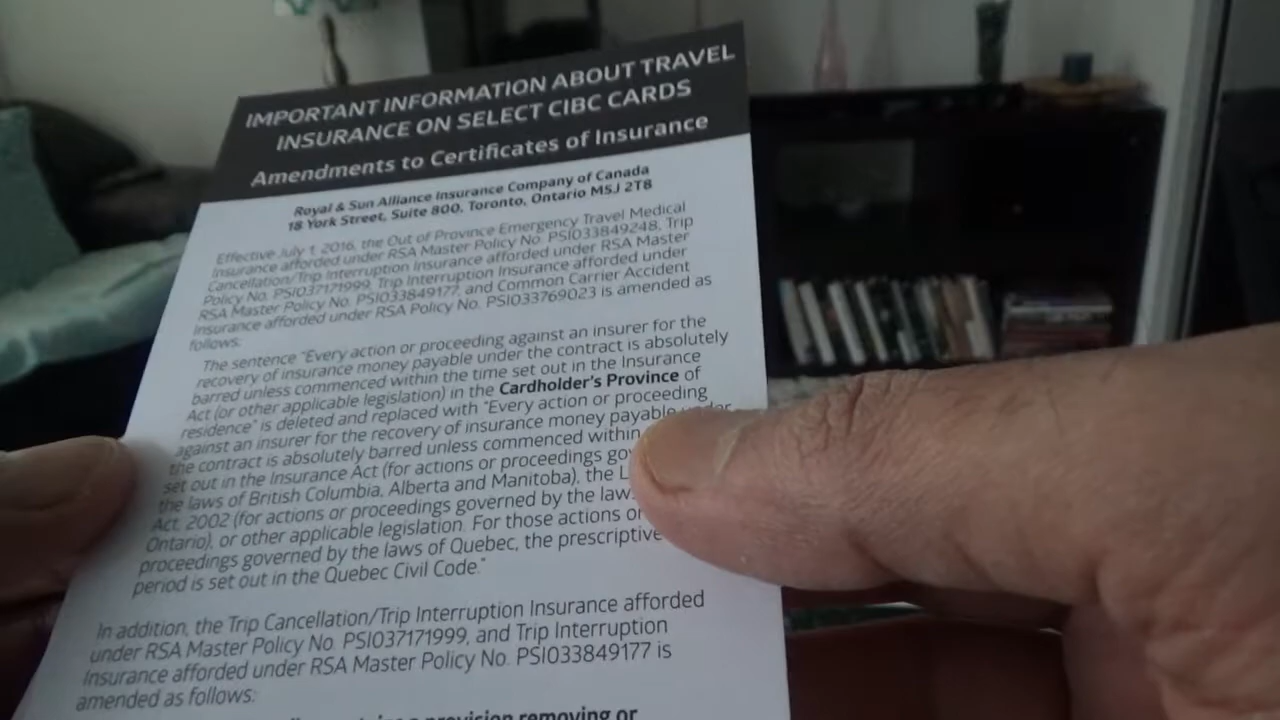 IMPORTANT INFORMATION ABOUT TRAVEL
INSURANCE ON SELECT CIBC CARDS
Amendments to Certificates of Insurance
Royal & Sun Alliance Insurance Company of Canada
18 York Street, Suite 800, Toronto, Ontario M5J 2T8
Effective July 1, 2016, the Out of Province Emergency Travel Medical
Insurance afforded under RSA Master Policy No. PSI033849248, Trip
Cancellation/Trip Interruption Insurance afforded under RSA Master
Policy No. PSI037171999, Trip Interruption Insurance afforded under
RSA Master Policy No. PSI033849177, and Common Carrier Accident
Insurance afforded under RSA Policy No. PSI033769023 is amended as
follows:
The sentence "Every action or proceeding against an insurer for the
recovery of insurance money payable under the contract is absolutely
barred unless commenced within the time set out in the Insurance
Act (or other applicable legislation) in the Cardholder's Province of
residence" is deleted and replaced with "Every action or proceeding
against an insurer for the recovery of insurance money payable under
the contract is absolutely barred unless commenced within
set out in the Insurance Act (for actions or proceedings
the laws of British Columbia, Alberta and Manitoba), the
Act, 2002 (for actions or proceedings governed by the
Ontario), or other applicable legislation. For those actions or
proceedings governed by the laws of Quebec, the prescriptive
period is set out in the Quebec Civil Code."
In addition, the Trip Cancellation/Trip Interruption Insurance afforded
under RSA Master Policy No. PSI037171999, and Trip Interruption
Insurance afforded under RSA Master Policy No. PSI033849177 is
amended as follows:
provision removing or